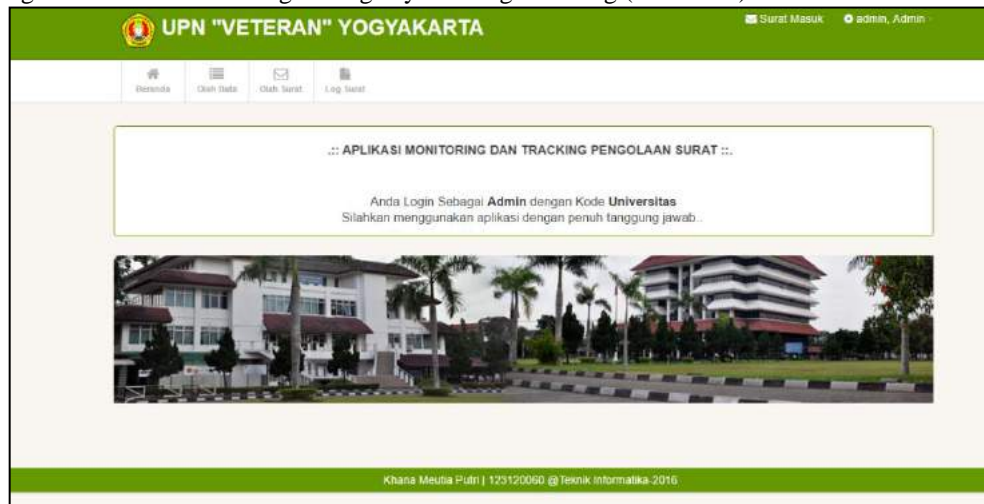 UPN "VETERAN" YOGYAKARTA
Surat Masuk admin, Admin
Beranda Olah Data Olah Surat Log Surat
.:: APLIKASI MONITORING DAN TRACKING PENGOLAAN SURAT ::.
Anda Login Sebagai Admin dengan Kode Universitas
Silahkan menggunakan aplikasi dengan penuh tanggung jawab..
Khana Meutia Putri | 123120060 @Teknik Informatika-2016